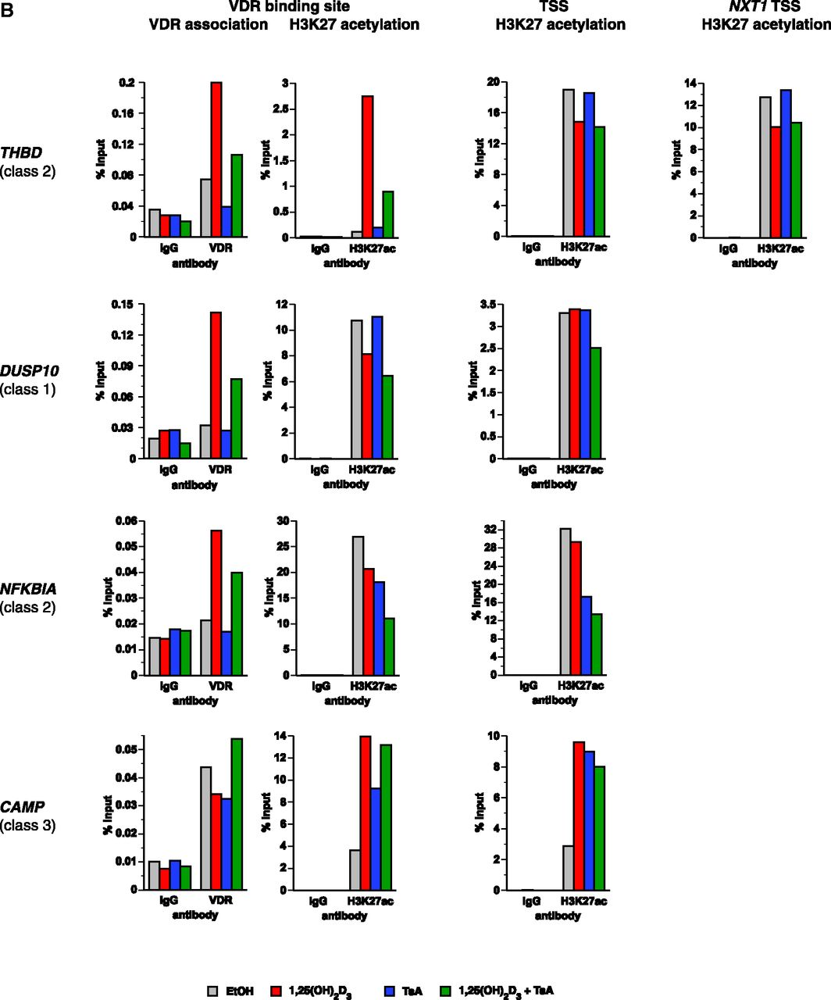 B
VDR binding site
TSS
NXT1 TSS
VDR association
H3K27 acetylation
H3K27 acetylation
H3K27 acetylation
THBD
(class 2)
% Input
0.2
0.16
0.12
0.08
0.04
0
IgG VDR
antibody
% Input
3
2.5
2
1.5
1
0.5
0
IgG H3K27ac
antibody
% Input
20
16
12
8
4
0
IgG H3K27ac
antibody
% Input
14
12
10
8
6
4
2
0
IgG H3K27ac
antibody
DUSP10
(class 1)
% Input
0.15
0.12
0.09
0.06
0.03
0
IgG VDR
antibody
% Input
12
10
8
6
4
2
0
IgG H3K27ac
antibody
% Input
3.5
3
2.5
2
1.5
1
0.5
0
IgG H3K27ac
antibody
NFKBIA
(class 2)
% Input
0.06
0.05
0.04
0.03
0.02
0.01
0
IgG VDR
antibody
% Input
30
25
20
15
10
5
0
IgG H3K27ac
antibody
% Input
32
28
24
20
16
12
8
4
0
IgG H3K27ac
antibody
CAMP
(class 3)
% Input
0.05
0.04
0.03
0.02
0.01
0
IgG VDR
antibody
% Input
14
12
10
8
6
4
2
0
IgG H3K27ac
antibody
% Input
10
8
6
4
2
0
IgG H3K27ac
antibody
EtOH 1,25(OH)2D3 TsA 1,25(OH)2D3 + TsA